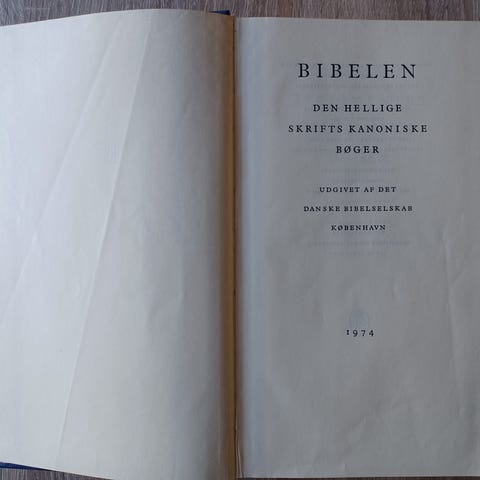 BIBELEN
DEN HELLIGE
SKRIFTS KANONISKE
BØGER
UDGIVET AF DET
DANSKE BIBELSELSKAB
KØBENHAVN
1974